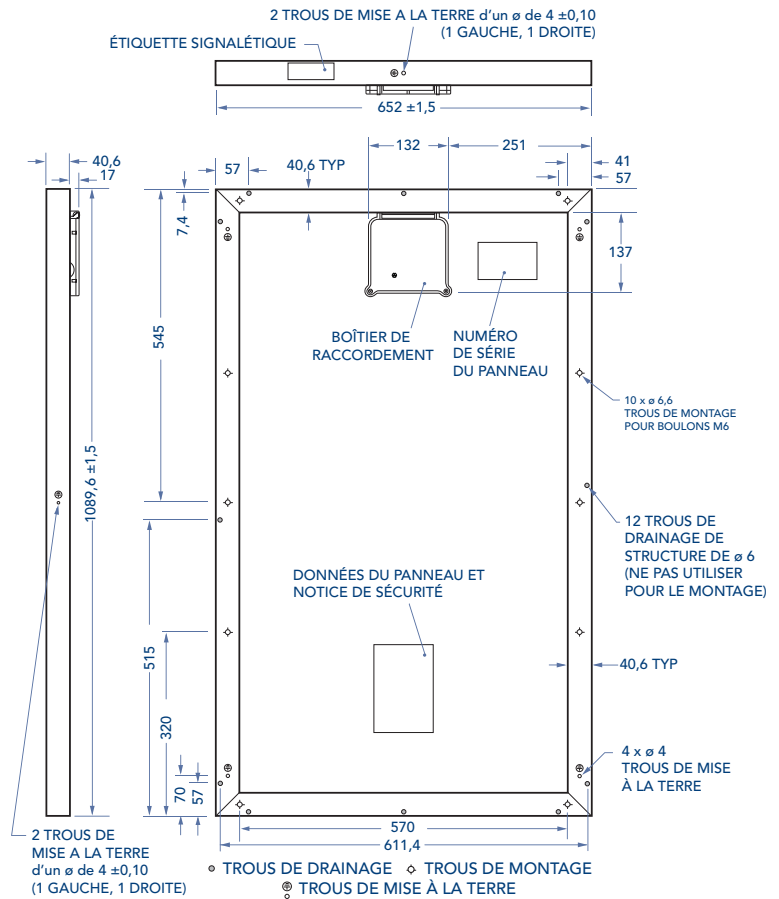 2 TROUS DE MISE A LA TERRE d'un ø de 4 ±0,10
(1 GAUCHE, 1 DROITE)
ÉTIQUETTE SIGNALÉTIQUE
652 ±1,5
40,6
17
57
40,6 TYP
132
251
41
57
7,4
137
545
BOÎTIER DE
RACCORDEMENT
NUMÉRO
DE SÉRIE
DU PANNEAU
10 x ø 6,6
TROUS DE MONTAGE
POUR BOULONS M6
1089,6 ±1,5
12 TROUS DE
DRAINAGE DE
STRUCTURE DE ø 6
(NE PAS UTILISER
POUR LE MONTAGE)
DONNÉES DU PANNEAU ET
NOTICE DE SÉCURITÉ
515
320
40,6 TYP
70
57
4 x ø 4
TROUS DE MISE
À LA TERRE
570
611,4
2 TROUS DE
MISE A LA TERRE
d'un ø de 4 ±0,10
(1 GAUCHE, 1 DROITE)
TROUS DE DRAINAGE
TROUS DE MONTAGE
TROUS DE MISE À LA TERRE